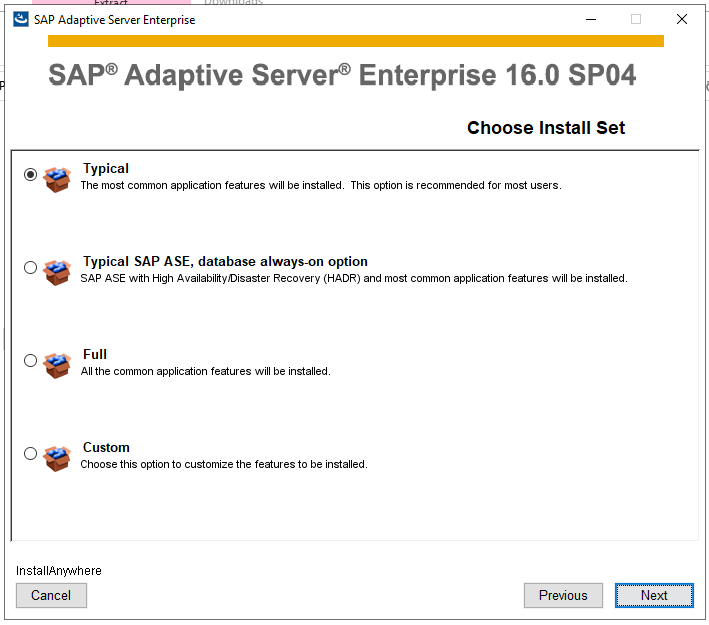 Extract
Downloads
SAP Adaptive Server Enterprise
SAP® Adaptive Server® Enterprise 16.0 SP04
Choose Install Set
Typical
The most common application features will be installed. This option is recommended for most users.
Typical SAP ASE, database always-on option
SAP ASE with High Availability/Disaster Recovery (HADR) and most common application features will be installed.
Full
All the common application features will be installed.
Custom
Choose this option to customize the features to be installed.
InstallAnywhere
Cancel
Previous
Next